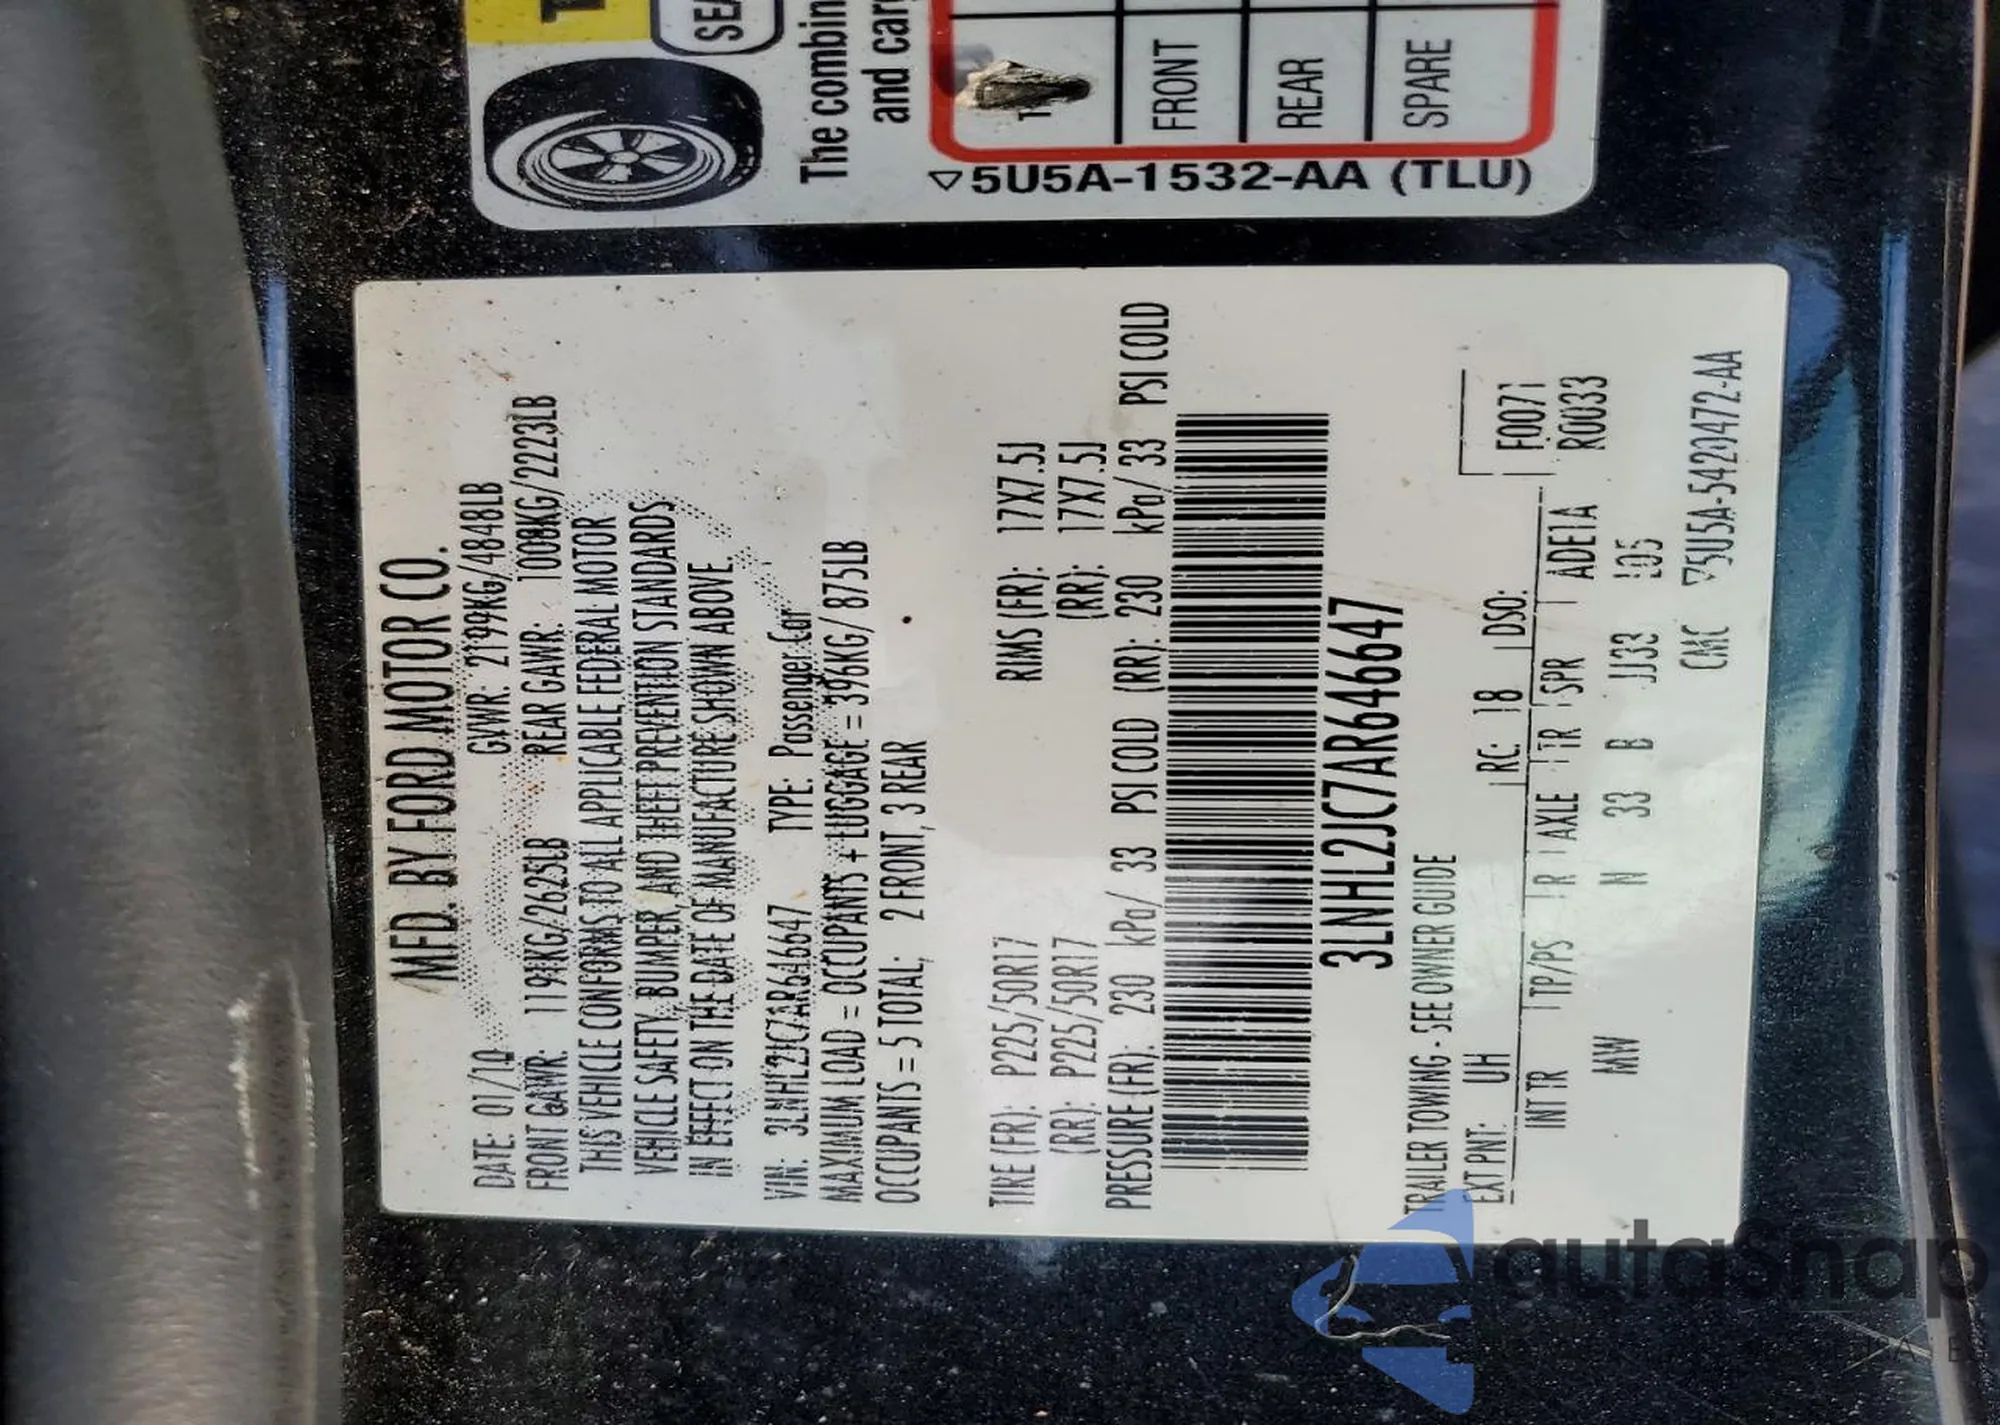 SEA
The combin
and carg
FRONT
REAR
SPARE
5U5A-1532-AA (TLU)
MFD. BY FORD MOTOR CO.
DATE: 01/10 GVWR: 2199KG/4848LB
FRONT GAWR: 1191KG/2625LB REAR GAWR: 1008KG/2223LB
THIS VEHICLE CONFORMS TO ALL APPLICABLE FEDERAL MOTOR
VEHICLE SAFETY, BUMPER, AND THEFT PREVENTION STANDARDS
IN EFFECT ON THE DATE OF MANUFACTURE SHOWN ABOVE.
VIN: 3LNHL2JC7AR646647 TYPE: Passenger Car
MAXIMUM LOAD = OCCUPANTS + LUGGAGE = 396KG/ 875LB
OCCUPANTS = 5 TOTAL; 2 FRONT, 3 REAR
TIRE (FR): P225/50R17 RIMS (FR): 17X7.5J
(RR): P225/50R17 (RR): 17X7.5J
PRESSURE (FR): 230 kPa/ 33 PSI COLD (RR): 230 kPa/ 33 PSI COLD
3LNHL2JC7AR646647
TRAILER TOWING - SEE OWNER GUIDE
EXT PNT: UH RC: 18 DSO:
F0071
INT TR TP/PS R AXLE TR SPR ADE1A R0033
MW N 33 B JJ33 105
CMC 5U5A-5420472-AA
autosnap